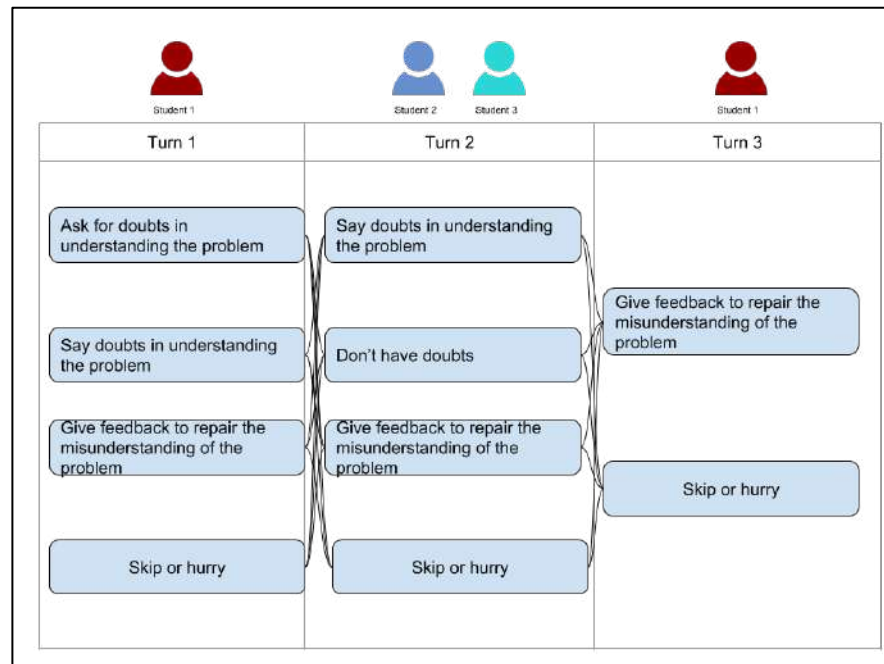 Student 1
Student 2
Student 3
Student 1
Turn 1
Turn 2
Turn 3
Ask for doubts in
understanding the problem
Say doubts in understanding
the problem
Give feedback to repair the
misunderstanding of the
problem
Skip or hurry
Say doubts in understanding
the problem
Don't have doubts
Give feedback to repair the
misunderstanding of the
problem
Skip or hurry
Give feedback to repair the
misunderstanding of the
problem
Skip or hurry